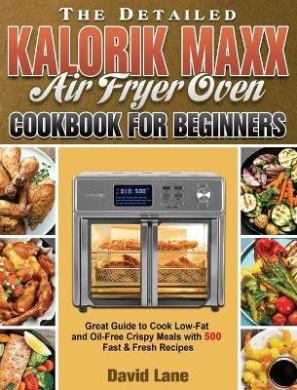 THE DETAILED
KALORIK MAXX
Air Fryer Oven
COOKBOOK FOR BEGINNERS
Great Guide to Cook Low-Fat
and Oil-Free Crispy Meals with 500
Fast & Fresh Recipes
David Lane